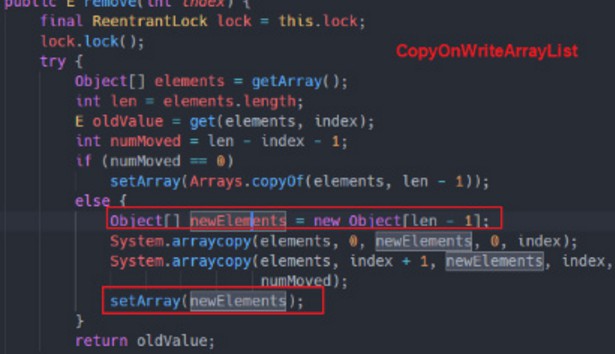 public E remove(int index) {
final ReentrantLock lock = this.lock;
lock.lock();
CopyOnWriteArrayList
try {
Object[] elements = getArray();
int len = elements.length;
E oldValue = get(elements, index);
int numMoved = len - index - 1;
if (numMoved == 0)
setArray(Arrays.copyOf(elements, len - 1));
else {
Object[] newElements = new Object[len - 1];
System.arraycopy(elements, 0, newElements, 0, index);
System.arraycopy(elements, index + 1, newElements, index,
numMoved);
setArray(newElements);
}
return oldValue;